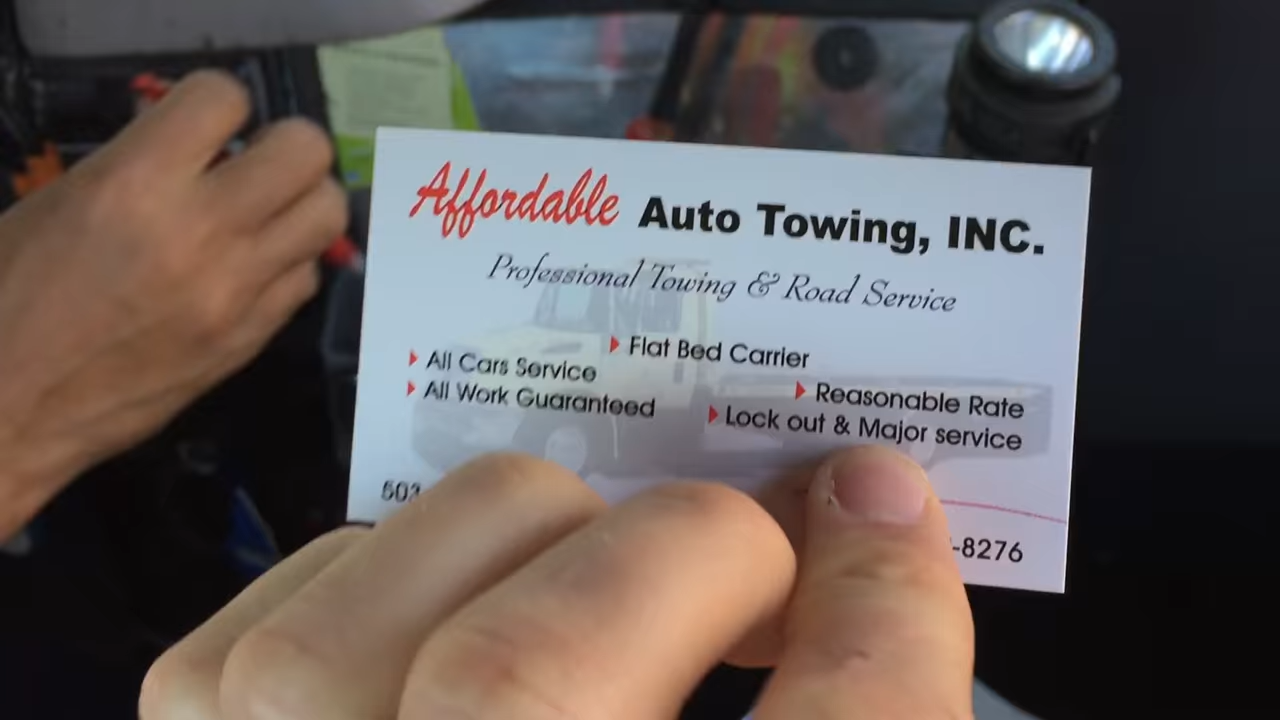 Affordable Auto Towing, INC.
Professional Towing & Road Service
Flat Bed Carrier
All Cars Service
Reasonable Rate
All Work Guaranteed
Lock out & Major service
503
-8276